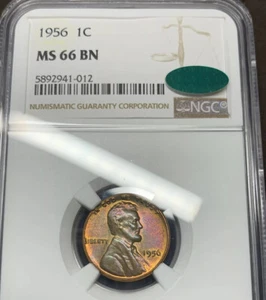 1956 1C
MS 66 BN
5892941-012
NUMISMATIC GUARANTY CORPORATION
NGC
LIBERTY
1956